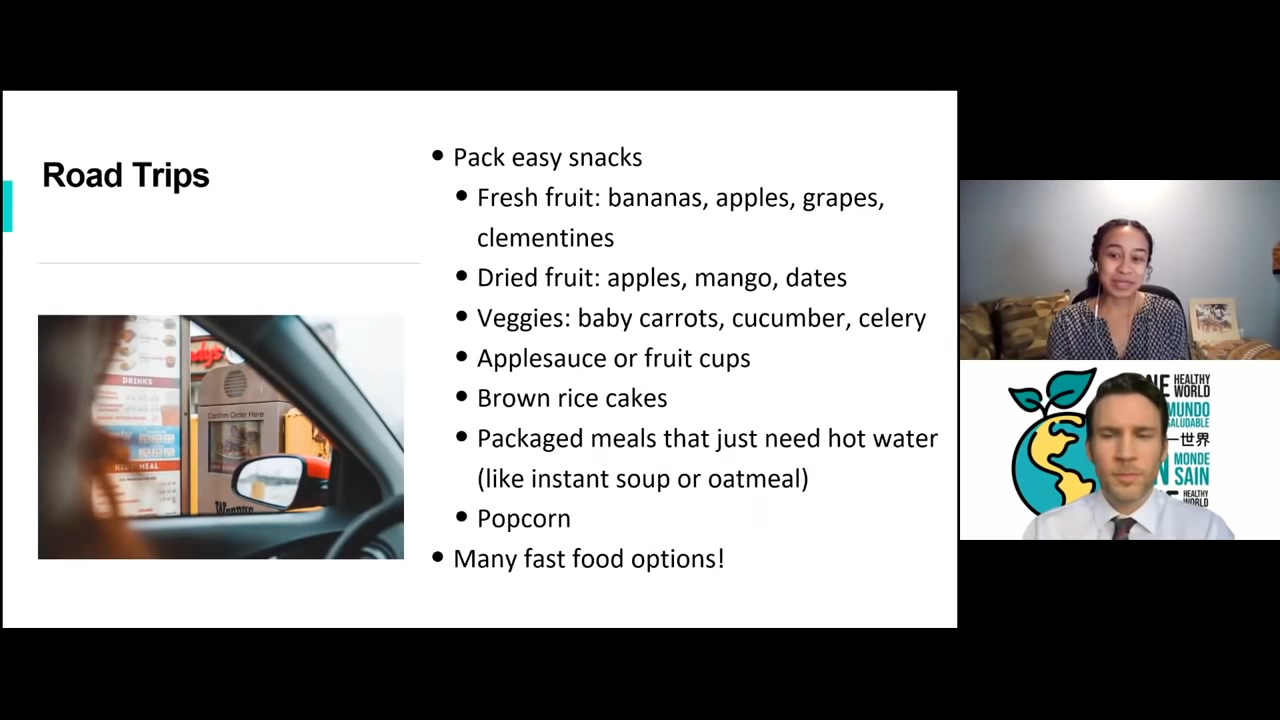 Road Trips
Pack easy snacks
Fresh fruit: bananas, apples, grapes,
clementines
Dried fruit: apples, mango, dates
Veggies: baby carrots, cucumber, celery
Applesauce or fruit cups
Brown rice cakes
Packaged meals that just need hot water
(like instant soup or oatmeal)
Popcorn
Many fast food options!
DRINKS
Confirm Order Here
HEALTHY
WORLD
MUNDO
SALUDABLE
一世界
MONDE
SAIN
HEALTHY
WORLD